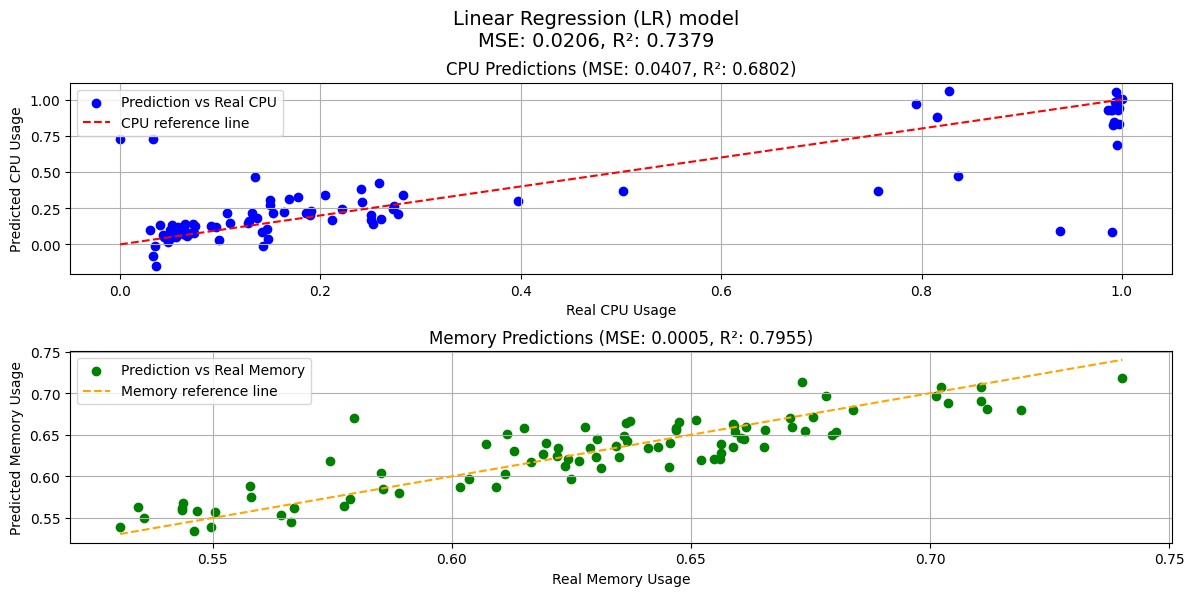 Linear Regression (LR) model
MSE: 0.0206, R²: 0.7379
CPU Predictions (MSE: 0.0407, R²: 0.6802)
Prediction vs Real CPU
CPU reference line
Predicted CPU Usage
1.00
0.75
0.50
0.25
0.00
0.0 0.2 0.4 0.6 0.8 1.0
Real CPU Usage
Memory Predictions (MSE: 0.0005, R²: 0.7955)
Prediction vs Real Memory
Memory reference line
Predicted Memory Usage
0.75
0.70
0.65
0.60
0.55
0.55 0.60 0.65 0.70 0.75
Real Memory Usage